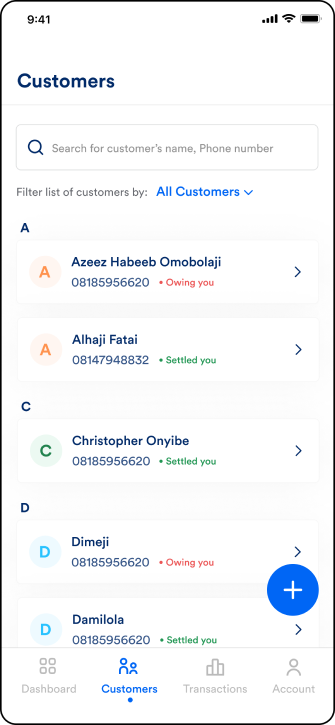 9:41
Customers
Search for customer's name, Phone number
Filter list of customers by: All Customers
A
A
Azeez Habeeb Omobolaji
08185956620 • Owing you
A
Alhaji Fatai
08147948832 • Settled you
C
C
Christopher Onyibe
08185956620 • Settled you
D
D
Dimeji
08185956620 • Owing you
D
Damilola
08185956620 • Settled you
Dashboard Customers Transactions Account